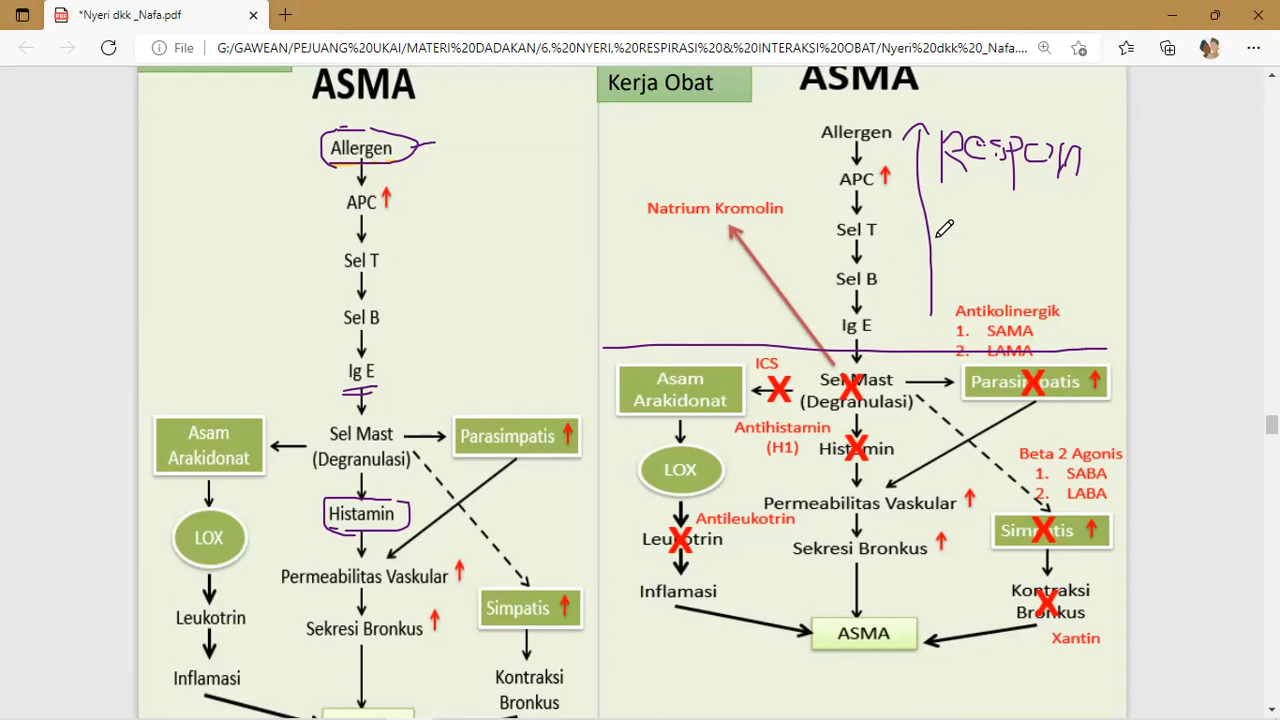 *Nyeri dkk _Nafa.pdf
File
G:/GAWEAN/PEJUANG%20UKAI/MATERI%20DADAKAN/6.%20NYERI,%20RESPIRASI%20&%20INTERAKSI%20OBAT/Nyeri%20dkk%20_Nafa....
ASMA
Allergen
APC
Sel T
Sel B
Ig E
Asam
Arakidonat
Sel Mast
(Degranulasi)
Parasimpatis
LOX
Histamin
Permeabilitas Vaskular
Leukotrin
Sekresi Bronkus
Simpatis
Inflamasi
Kontraksi
Bronkus
Kerja Obat
ASMA
Allergen
RESPON
APC
Natrium Kromolin
Sel T
Sel B
Ig E
Antikolinergik
1. SAMA
2. LAMA
ICS
Asam
Arakidonat
Sel Mast
(Degranulasi)
Parasimpatis
Antihistamin
(H1)
Histamin
Beta 2 Agonis
1. SABA
2. LABA
LOX
Permeabilitas Vaskular
Antileukotrin
Leukotrin
Sekresi Bronkus
Simpatis
Inflamasi
Kontraksi
Bronkus
Xantin
ASMA